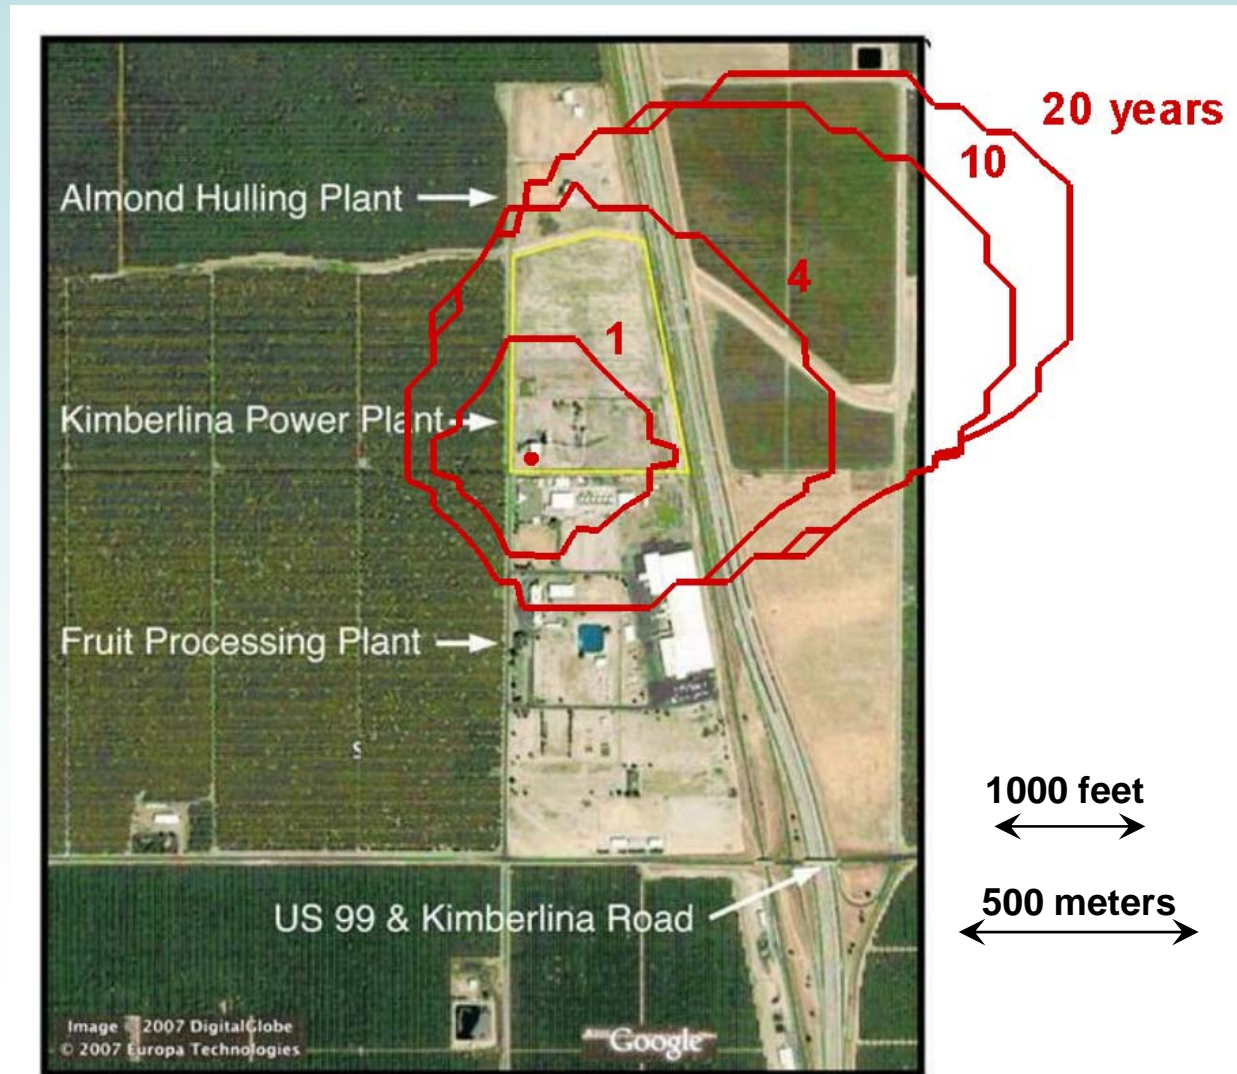 20 years
10
Almond Hulling Plant
4
1
Kimberlina Power Plant
Fruit Processing Plant
S
1000 feet
500 meters
US 99 & Kimberlina Road
Image © 2007 DigitalGlobe
© 2007 Europa Technologies
Google